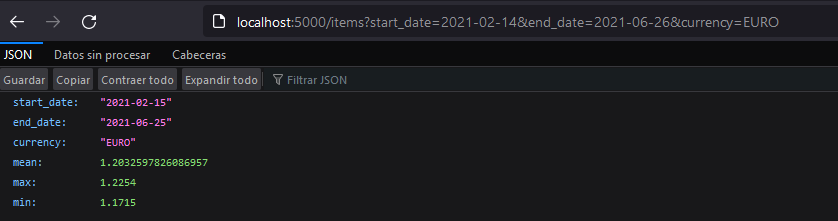 localhost:5000/items?start_date=2021-02-14&end_date=2021-06-26&currency=EURO
JSON Datos sin procesar Cabeceras
Guardar Copiar Contraer todo Expandir todo Filtrar JSON
start_date: "2021-02-15"
end_date: "2021-06-25"
currency: "EURO"
mean: 1.2032597826086957
max: 1.2254
min: 1.1715